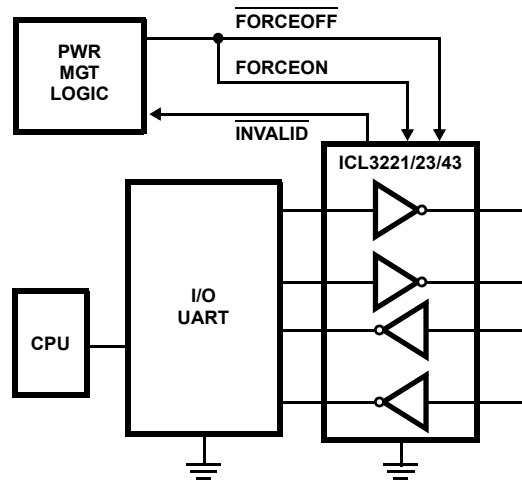 FORCEOFF
PWR
MGT
LOGIC
FORCEON
INVALID
ICL3221/23/43
I/O
UART
CPU